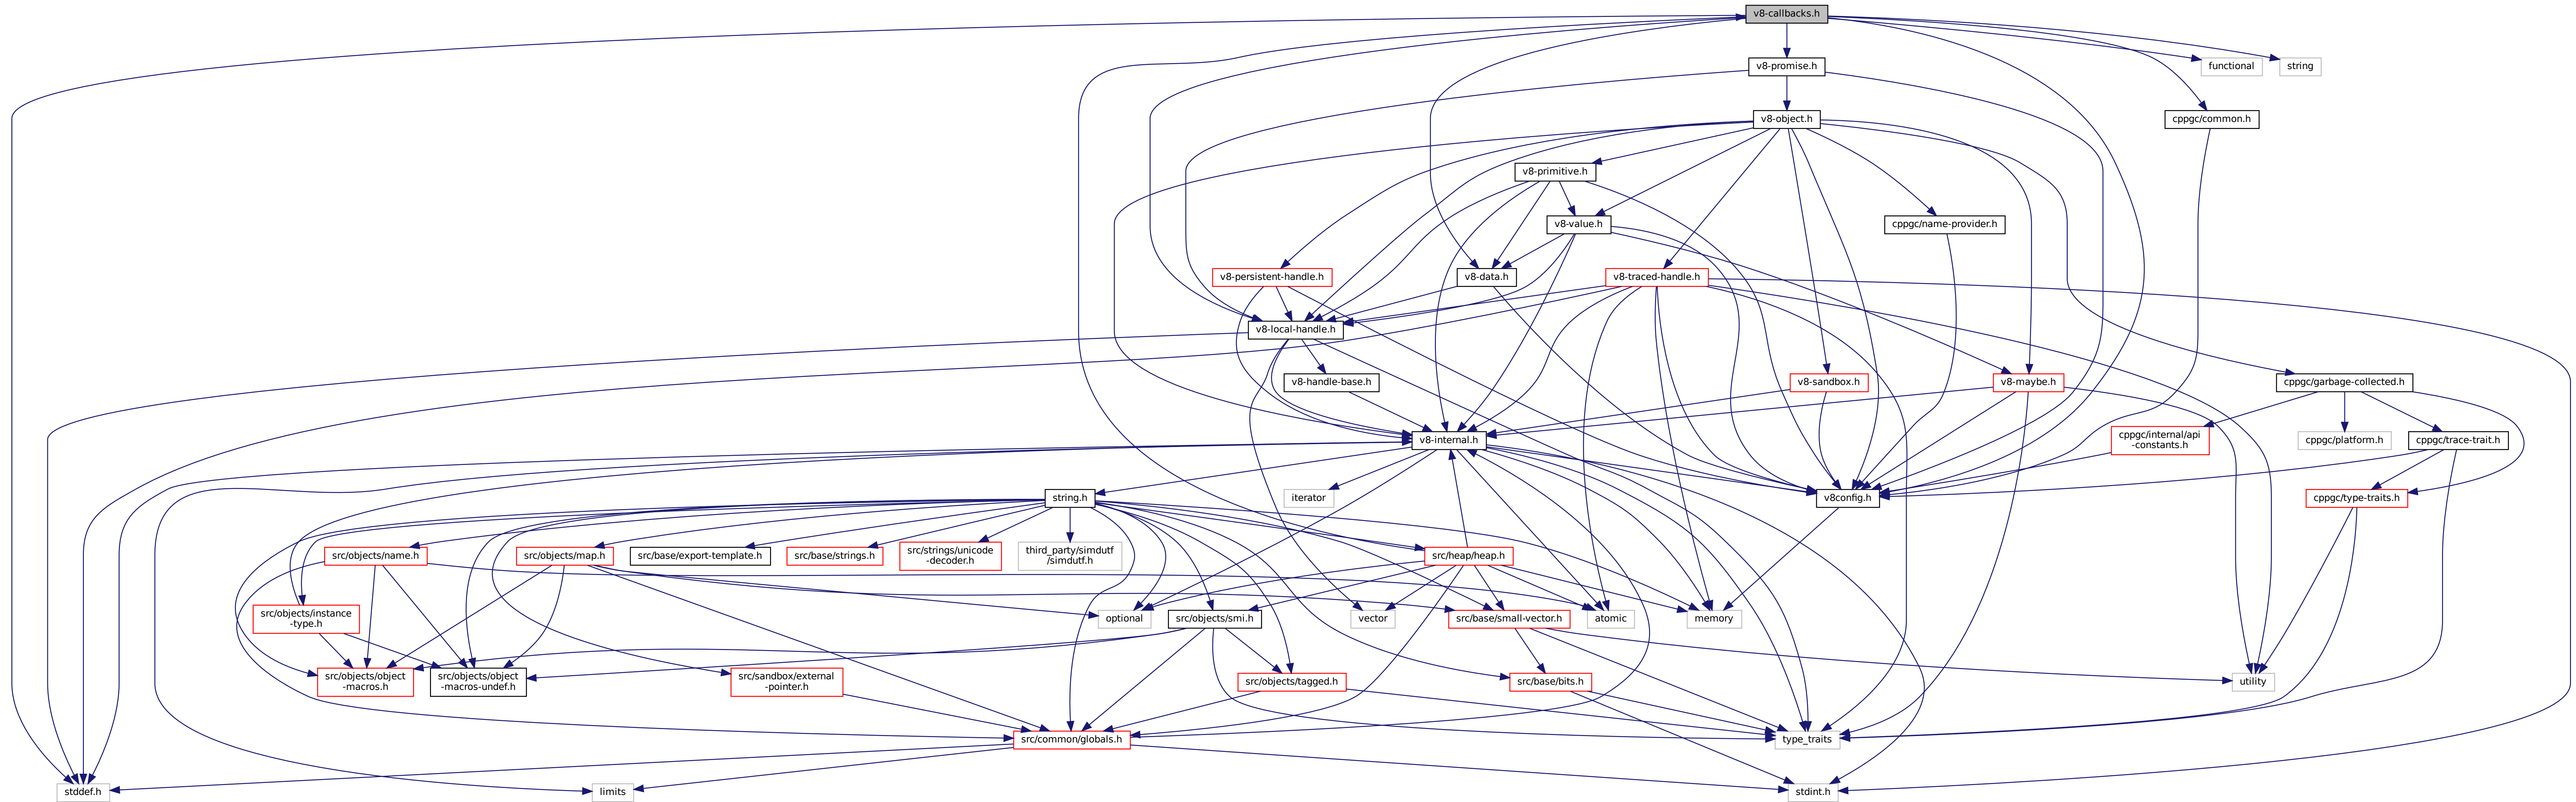 v8-callbacks.h
v8-promise.h
functional
string
v8-object.h
cppgc/common.h
v8-primitive.h
v8-value.h
cppgc/name-provider.h
v8-persistent-handle.h
v8-data.h
v8-traced-handle.h
v8-local-handle.h
v8-handle-base.h
v8-sandbox.h
v8-maybe.h
cppgc/garbage-collected.h
v8-internal.h
cppgc/internal/api
-constants.h
cppgc/platform.h
cppgc/trace-trait.h
string.h
iterator
v8config.h
cppgc/type-traits.h
src/objects/name.h
src/objects/map.h
src/base/export-template.h
src/base/strings.h
src/strings/unicode
-decoder.h
third_party/simdutf
/simdutf.h
src/heap/heap.h
src/objects/instance
-type.h
optional
src/objects/smi.h
vector
src/base/small-vector.h
atomic
memory
src/objects/object
-macros.h
src/objects/object
-macros-undef.h
src/sandbox/external
-pointer.h
src/objects/tagged.h
src/base/bits.h
utility
src/common/globals.h
type_traits
stddef.h
limits
stdint.h